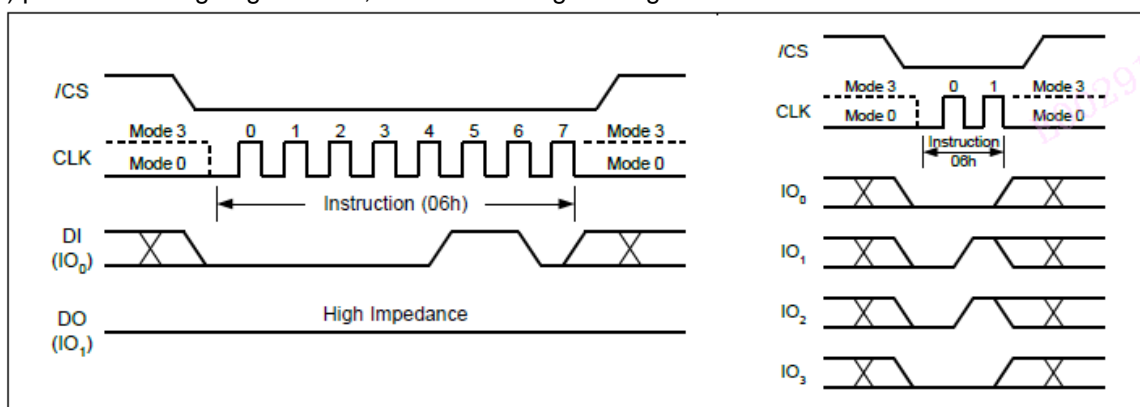 /CS
Mode 3 0 1 2 3 4 5 6 7 Mode 3
CLK
Mode 0 Mode 0
Instruction (06h)
DI
(IO0)
High Impedance
DO
(IO1)
/CS
Mode 3 0 1 Mode 3
CLK
Mode 0 Mode 0
Instruction
06h
IO0
IO1
IO2
IO3